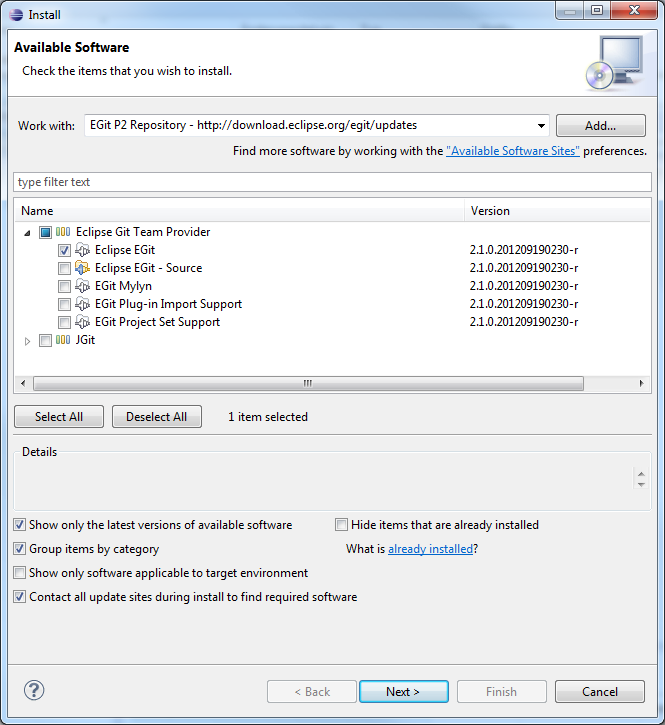 Install
Available Software
Check the items that you wish to install.
Work with: EGit P2 Repository - http://download.eclipse.org/egit/updates Add...
Find more software by working with the "Available Software Sites" preferences.
type filter text
Name Version
Eclipse Git Team Provider
Eclipse EGit 2.1.0.201209190230-r
Eclipse EGit - Source 2.1.0.201209190230-r
EGit Mylyn 2.1.0.201209190230-r
EGit Plug-in Import Support 2.1.0.201209190230-r
EGit Project Set Support 2.1.0.201209190230-r
JGit
Select All Deselect All 1 item selected
Details
Show only the latest versions of available software Hide items that are already installed
Group items by category What is already installed?
Show only software applicable to target environment
Contact all update sites during install to find required software
? < Back Next > Finish Cancel